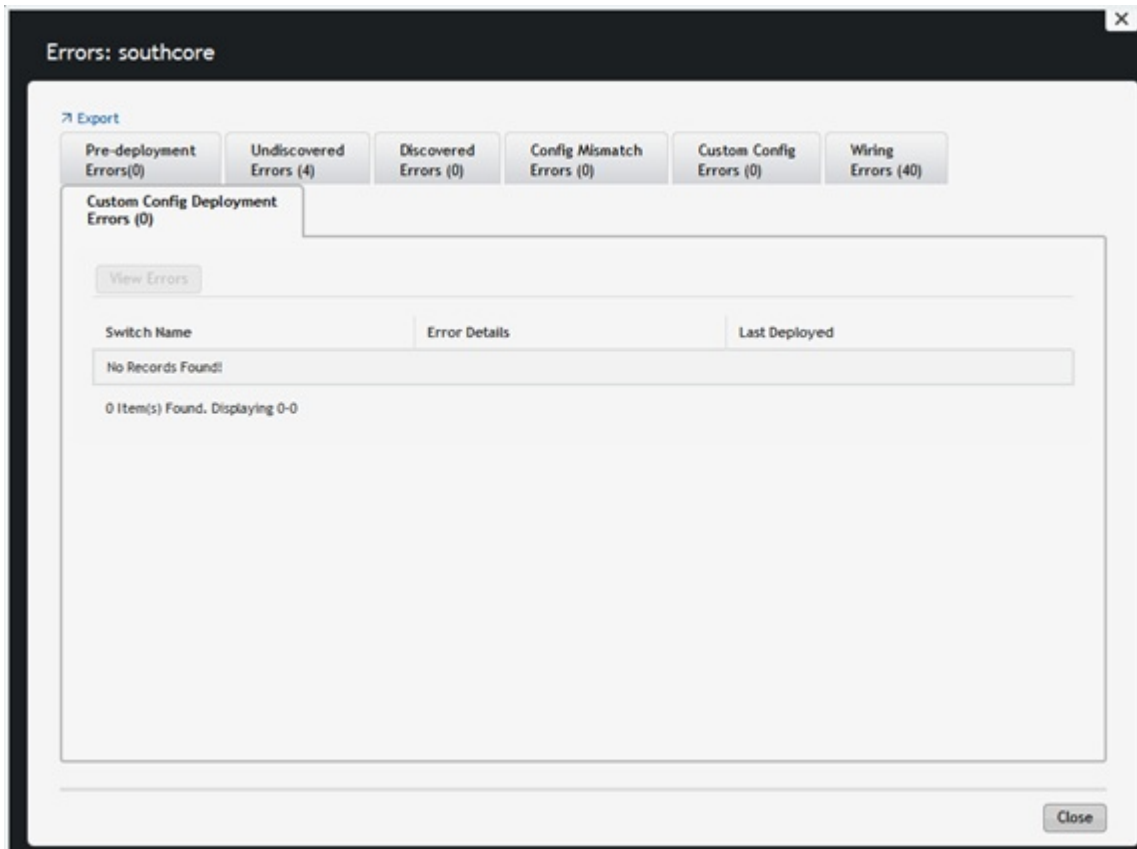 Errors: southcore
Export
Pre-deployment
Errors(0)
Undiscovered
Errors (4)
Discovered
Errors (0)
Config Mismatch
Errors (0)
Custom Config
Errors (0)
Wiring
Errors (40)
Custom Config Deployment
Errors (0)
View Errors
Switch Name Error Details Last Deployed
No Records Found!
0 Item(s) Found. Displaying 0-0
Close